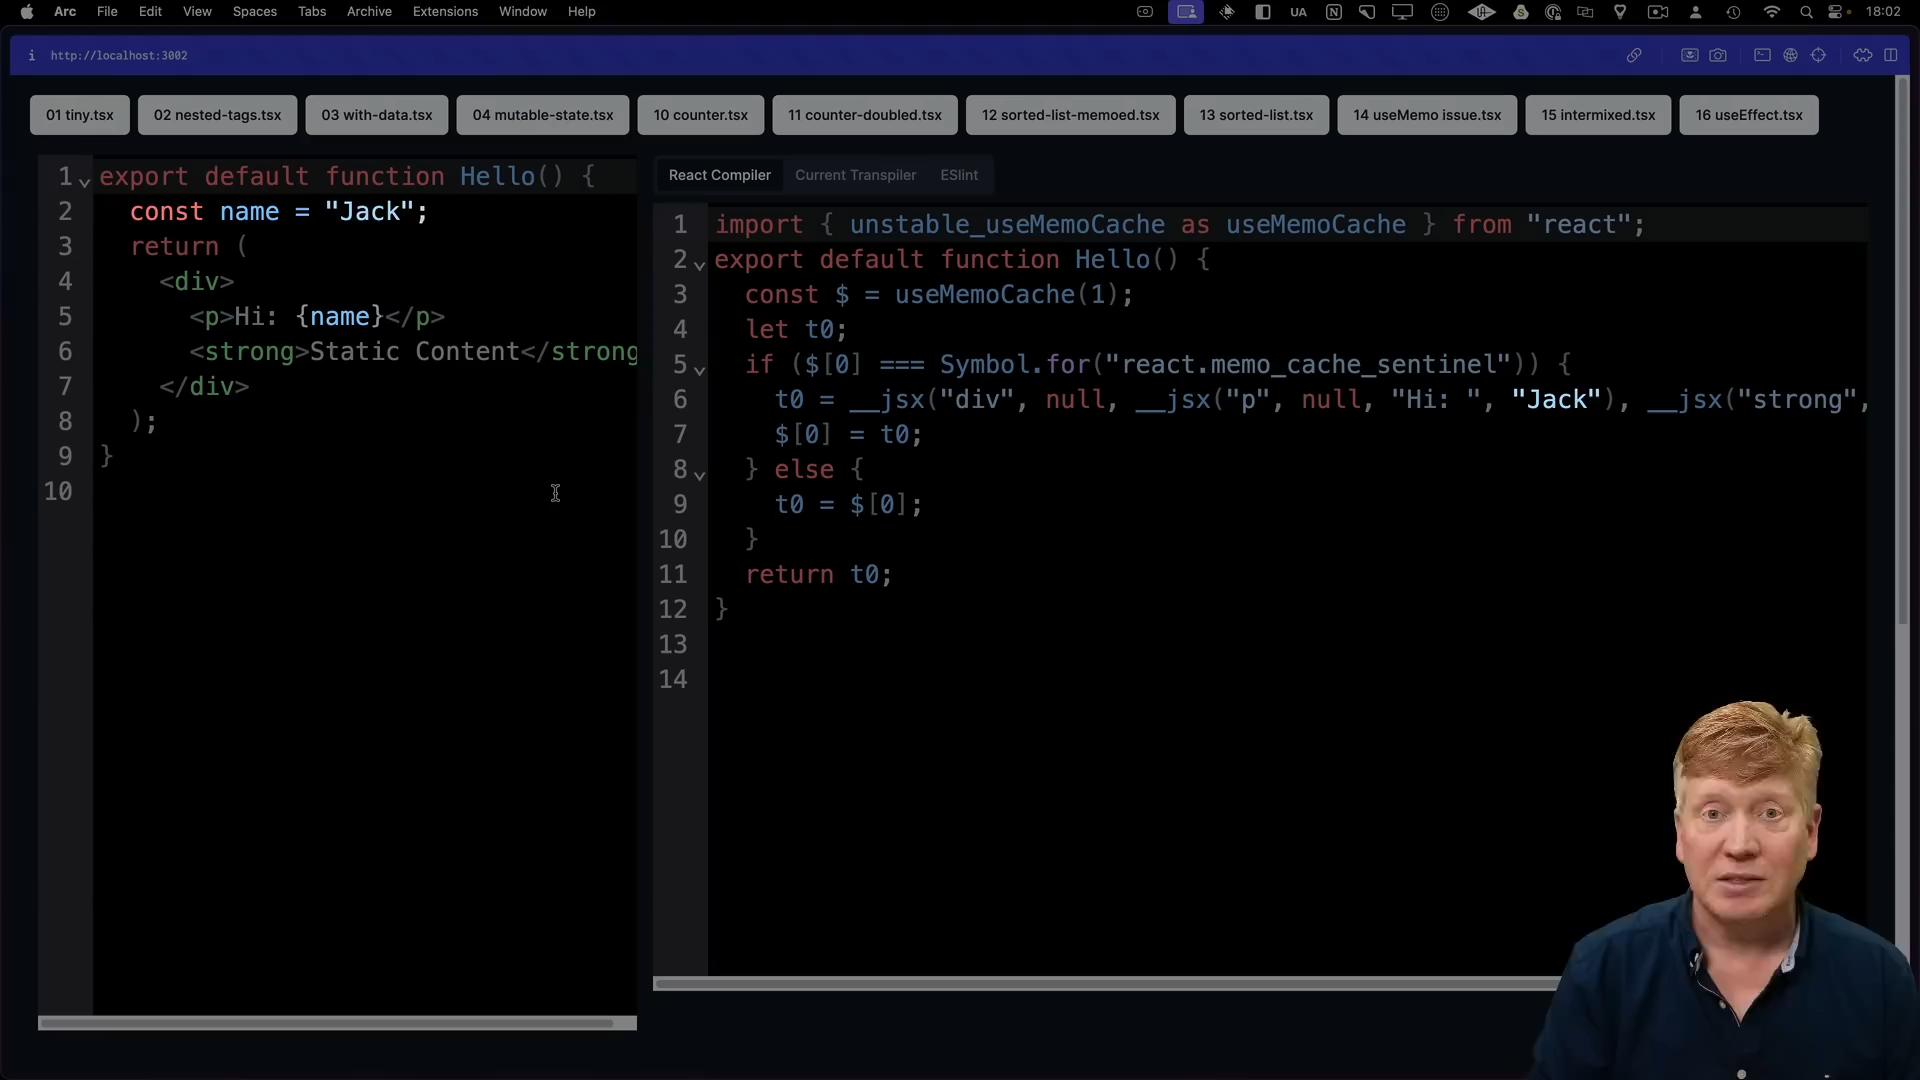 Arc File Edit View Spaces Tabs Archive Extensions Window Help UA 18:02
http://localhost:3002
01 tiny.tsx 02 nested-tags.tsx 03 with-data.tsx 04 mutable-state.tsx 10 counter.tsx 11 counter-doubled.tsx 12 sorted-list-memoed.tsx 13 sorted-list.tsx 14 useMemo issue.tsx 15 intermixed.tsx 16 useEffect.tsx
1 export default function Hello() {
2 const name = "Jack";
3 return (
4 <div>
5 <p>Hi: {name}</p>
6 <strong>Static Content</strong
7 </div>
8 );
9 }
10
React Compiler Current Transpiler ESlint
1 import { unstable_useMemoCache as useMemoCache } from "react";
2 export default function Hello() {
3 const $ = useMemoCache(1);
4 let t0;
5 if ($[0] === Symbol.for("react.memo_cache_sentinel")) {
6 t0 = __jsx("div", null, __jsx("p", null, "Hi: ", "Jack"), __jsx("strong",
7 $[0] = t0;
8 } else {
9 t0 = $[0];
10 }
11 return t0;
12 }
13
14